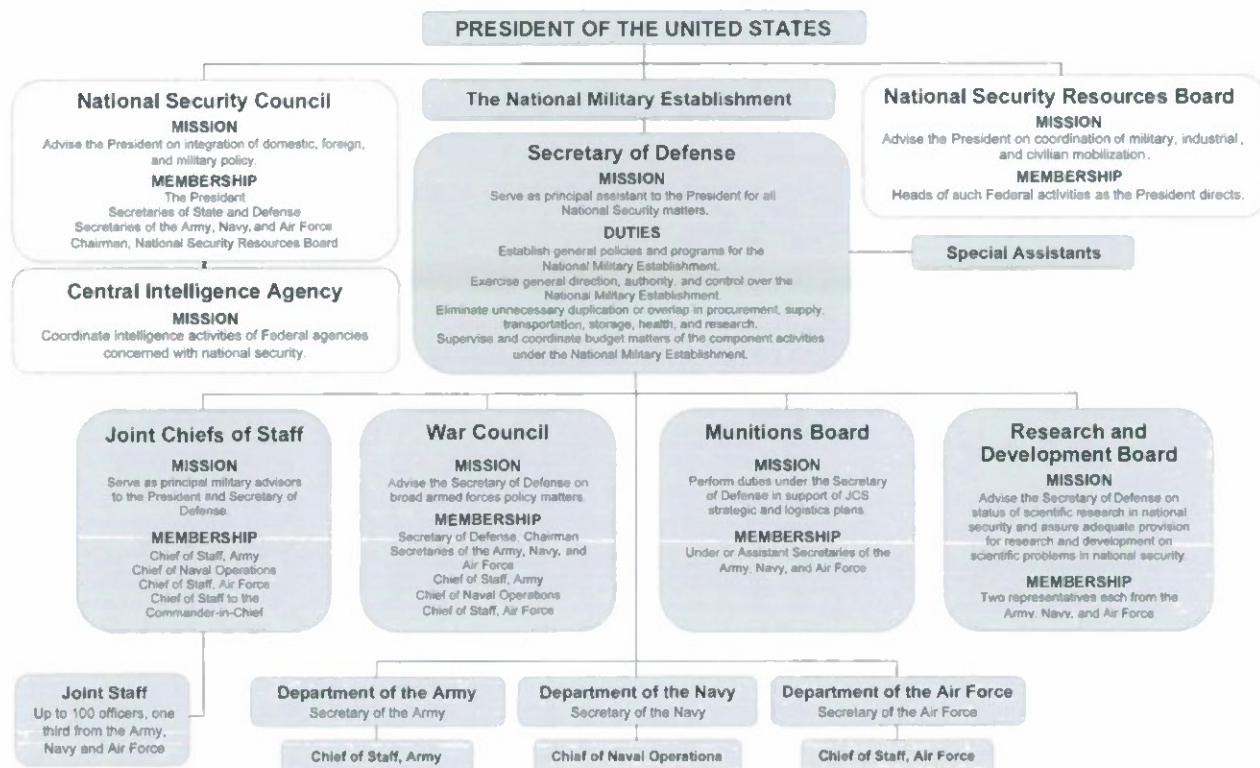 PRESIDENT OF THE UNITED STATES
National Security Council
MISSION
Advise the President on integration of domestic, foreign,
and military policy.
MEMBERSHIP
The President
Secretaries of State and Defense
Secretaries of the Army, Navy, and Air Force
Chairman, National Security Resources Board
Central Intelligence Agency
MISSION
Coordinate intelligence activities of Federal agencies
concerned with national security.
The National Military Establishment
Secretary of Defense
MISSION
Serve as principal assistant to the President for all
National Security matters.
DUTIES
Establish general policies and programs for the
National Military Establishment.
Exercise general direction, authority, and control over the
National Military Establishment.
Eliminate unnecessary duplication or overlap in procurement, supply,
transportation, storage, health, and research.
Supervise and coordinate budget matters of the component activities
under the National Military Establishment.
National Security Resources Board
MISSION
Advise the President on coordination of military, industrial,
and civilian mobilization.
MEMBERSHIP
Heads of such Federal activities as the President directs.
Special Assistants
Joint Chiefs of Staff
MISSION
Serve as principal military advisors
to the President and Secretary of
Defense.
MEMBERSHIP
Chief of Staff, Army
Chief of Naval Operations
Chief of Staff, Air Force
Chief of Staff to the
Commander-in-Chief
War Council
MISSION
Advise the Secretary of Defense on
broad armed forces policy matters.
MEMBERSHIP
Secretary of Defense, Chairman
Secretaries of the Army, Navy, and
Air Force
Chief of Staff, Army
Chief of Naval Operations
Chief of Staff, Air Force
Munitions Board
MISSION
Perform duties under the Secretary
of Defense in support of JCS
strategic and logistics plans.
MEMBERSHIP
Under or Assistant Secretaries of the
Army, Navy, and Air Force
Research and
Development Board
MISSION
Advise the Secretary of Defense on
status of scientific research in national
security and assure adequate provision
for research and development on
scientific problems in national security.
MEMBERSHIP
Two representatives each from the
Army, Navy, and Air Force
Joint Staff
Up to 100 officers, one
third from the Army,
Navy and Air Force
Department of the Army
Secretary of the Army
Chief of Staff, Army
Department of the Navy
Secretary of the Navy
Chief of Naval Operations
Department of the Air Force
Secretary of the Air Force
Chief of Staff, Air Force